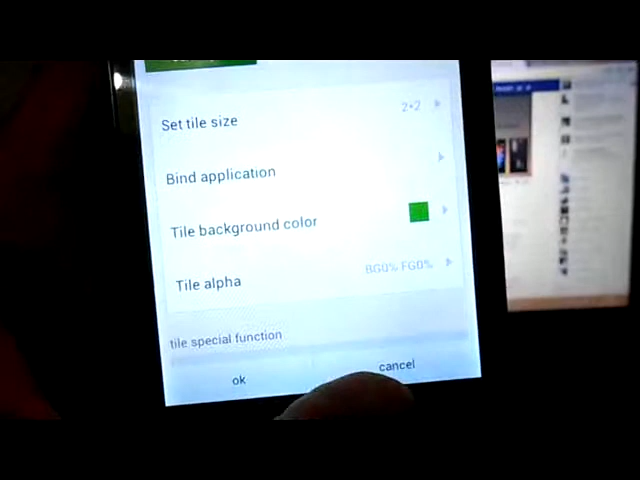 Set tile size 2*2
Bind application
Tile background color
Tile alpha BG0% FG0%
tile special function
ok cancel